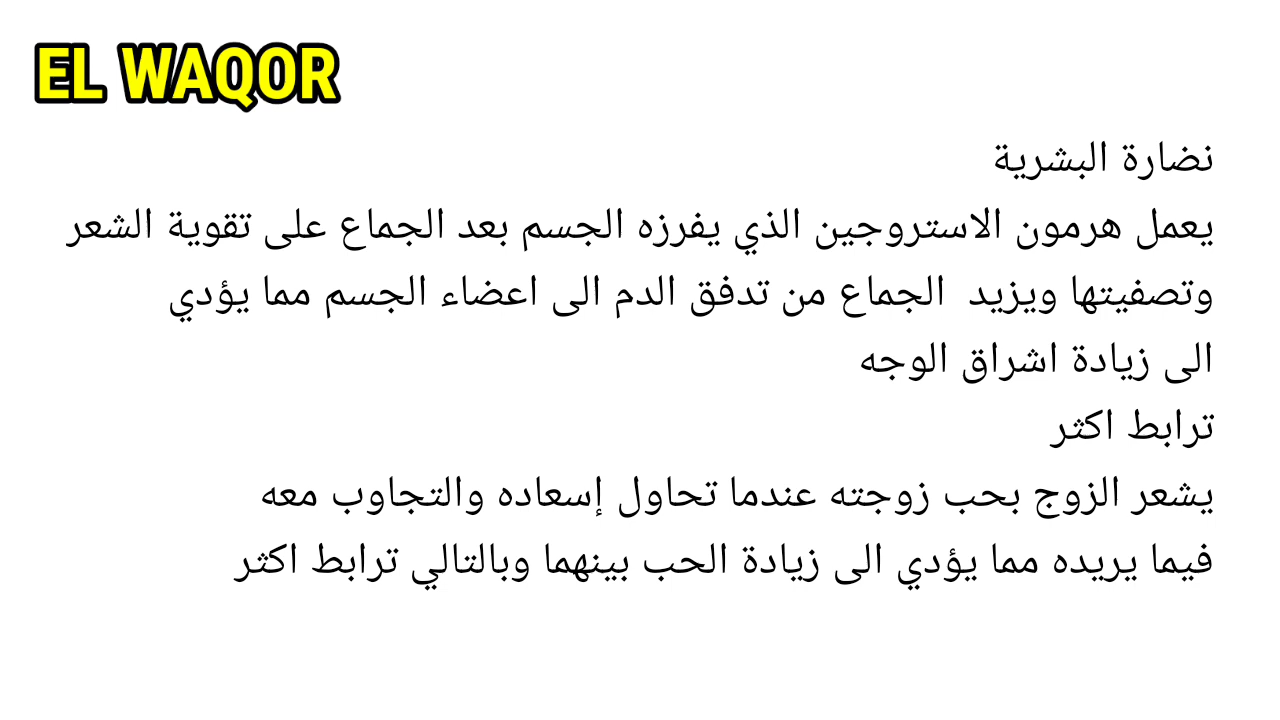 EL WAQOR
نضارة البشرية
يعمل هرمون الاستروجين الذي يفرزه الجسم بعد الجماع على تقوية الشعر
وتصفيتها ويزيد  الجماع من تدفق الدم الى اعضاء الجسم مما يؤدي
الى زيادة اشراق الوجه
ترابط اكثر
يشعر الزوج بحب زوجته عندما تحاول إسعاده والتجاوب معه
فيما يريده مما يؤدي الى زيادة الحب بينهما وبالتالي ترابط اكثر